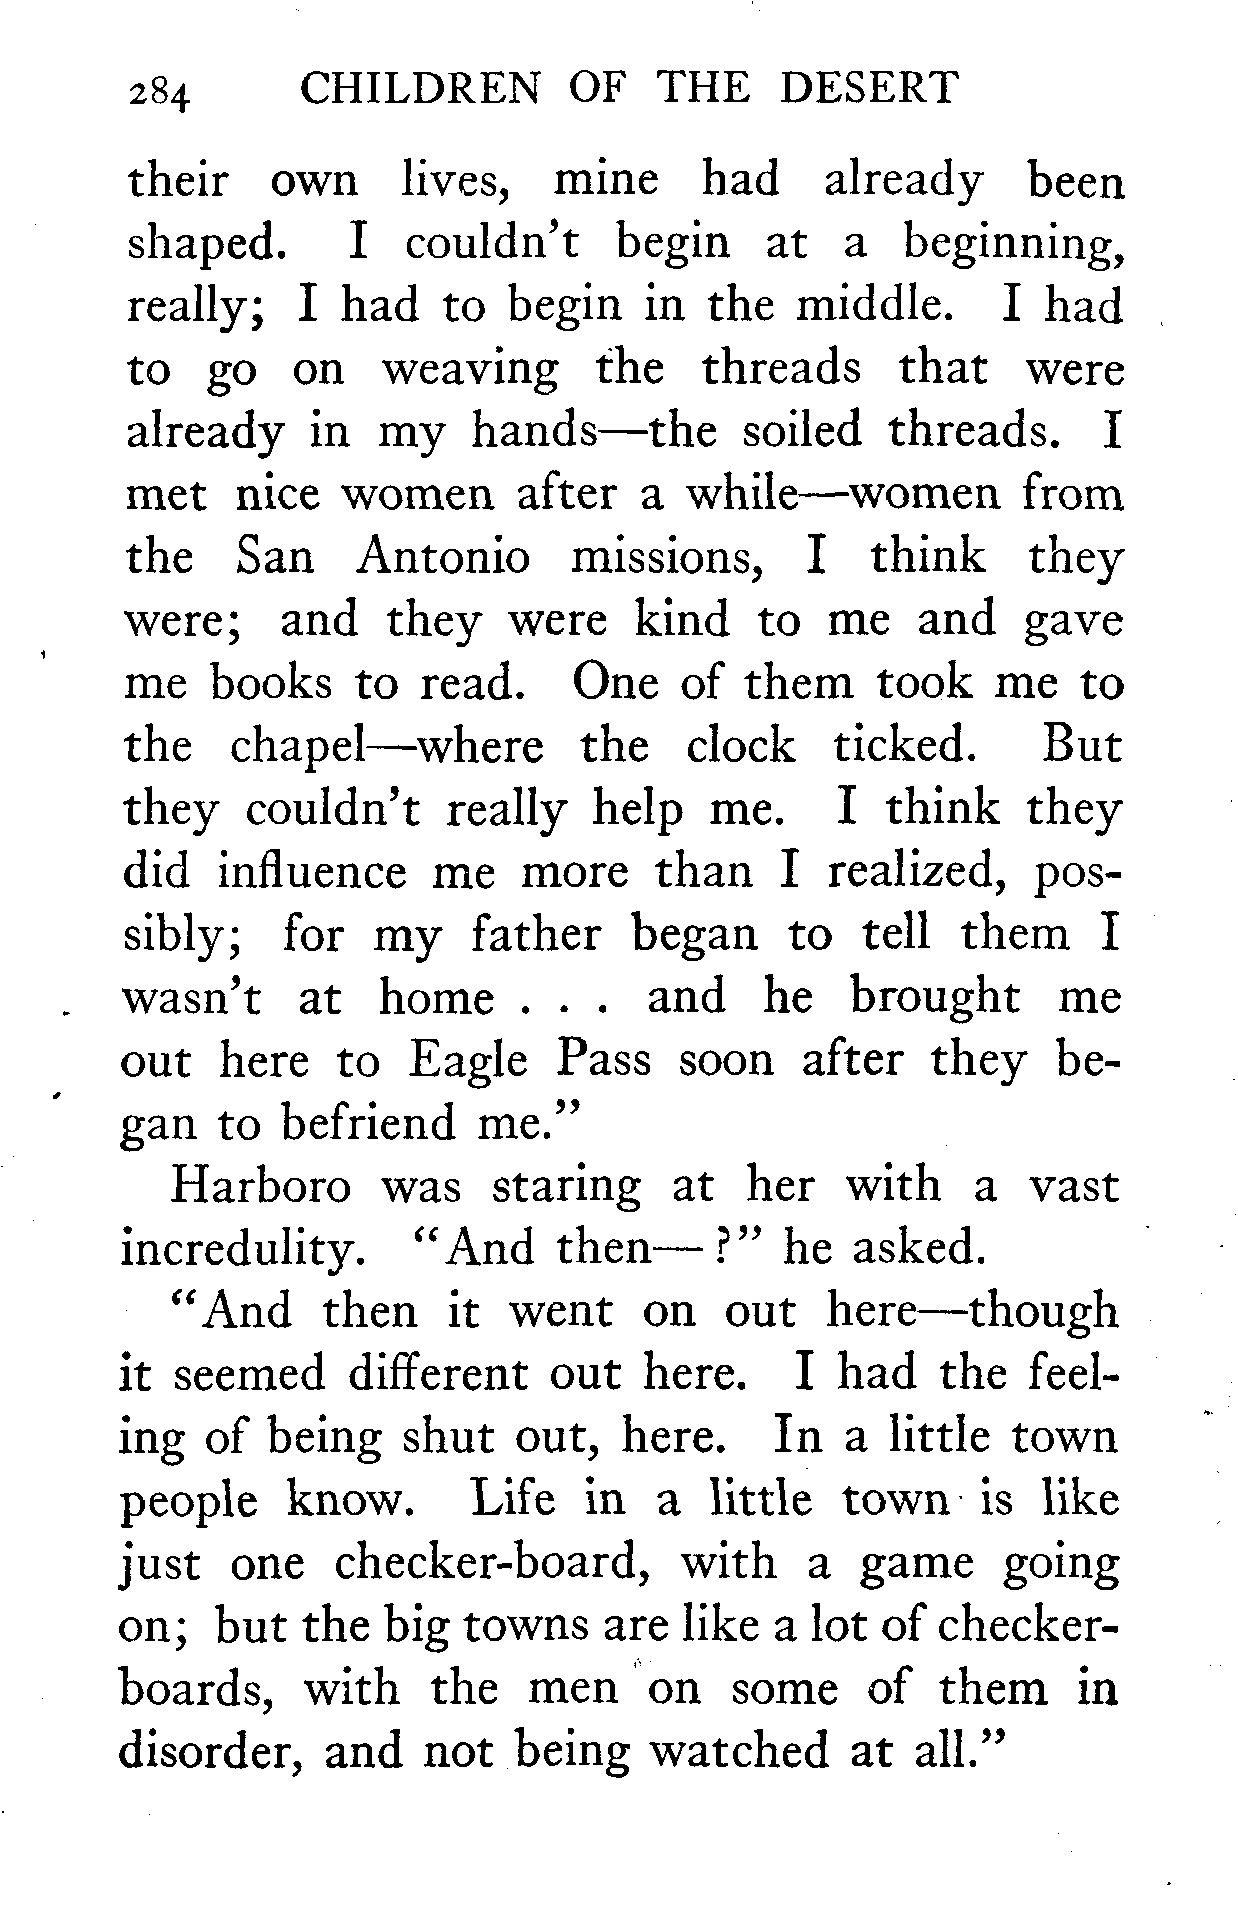 284 CHILDREN OF THE DESERT
their own lives, mine had already been
shaped. I couldn't begin at a beginning,
really; I had to begin in the middle. I had
to go on weaving the threads that were
already in my hands—the soiled threads. I
met nice women after a while—women from
the San Antonio missions, I think they
were; and they were kind to me and gave
me books to read. One of them took me to
the chapel—where the clock ticked. But
they couldn't really help me. I think they
did influence me more than I realized, pos-
sibly; for my father began to tell them I
wasn't at home . . . and he brought me
out here to Eagle Pass soon after they be-
gan to befriend me."
Harboro was staring at her with a vast
incredulity. "And then—?" he asked.
"And then it went on out here—though
it seemed different out here. I had the feel-
ing of being shut out, here. In a little town
people know. Life in a little town is like
just one checker-board, with a game going
on; but the big towns are like a lot of checker-
boards, with the men on some of them in
disorder, and not being watched at all."